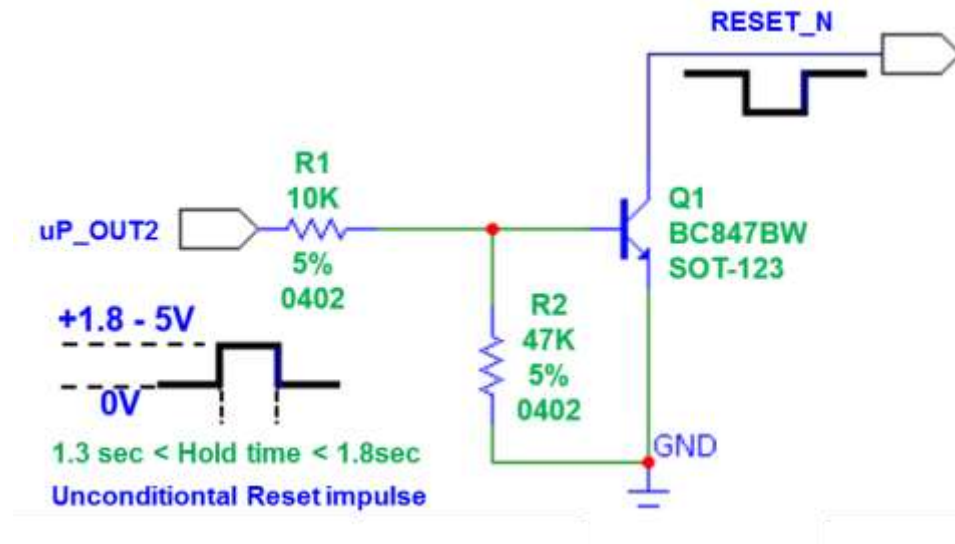 RESET_N
R1
10K
uP_OUT2
5%
0402
Q1
BC847BW
SOT-123
R2
47K
5%
0402
+1.8 - 5V
0V
GND
1.3 sec < Hold time < 1.8sec
Unconditiontal Reset impulse